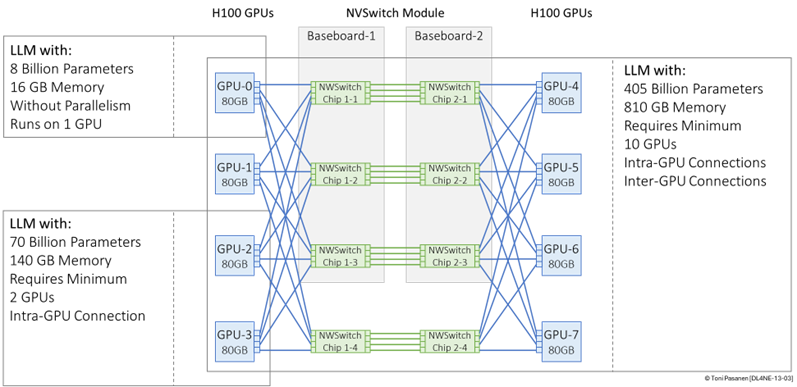 H100 GPUs
NVSwitch Module
H100 GPUs
Baseboard-1
Baseboard-2
LLM with:
8 Billion Parameters
16 GB Memory
Without Parallelism
Runs on 1 GPU
LLM with:
70 Billion Parameters
140 GB Memory
Requires Minimum
2 GPUs
Intra-GPU Connection
GPU-0
80GB
GPU-1
80GB
GPU-2
80GB
GPU-3
80GB
NWSwitch
Chip 1-1
NWSwitch
Chip 1-2
NWSwitch
Chip 1-3
NWSwitch
Chip 1-4
NWSwitch
Chip 2-1
NWSwitch
Chip 2-2
NWSwitch
Chip 2-3
NWSwitch
Chip 2-4
GPU-4
80GB
GPU-5
80GB
GPU-6
80GB
GPU-7
80GB
LLM with:
405 Billion Parameters
810 GB Memory
Requires Minimum
10 GPUs
Intra-GPU Connections
Inter-GPU Connections
© Toni Pasanen [DL4NE-13-03]